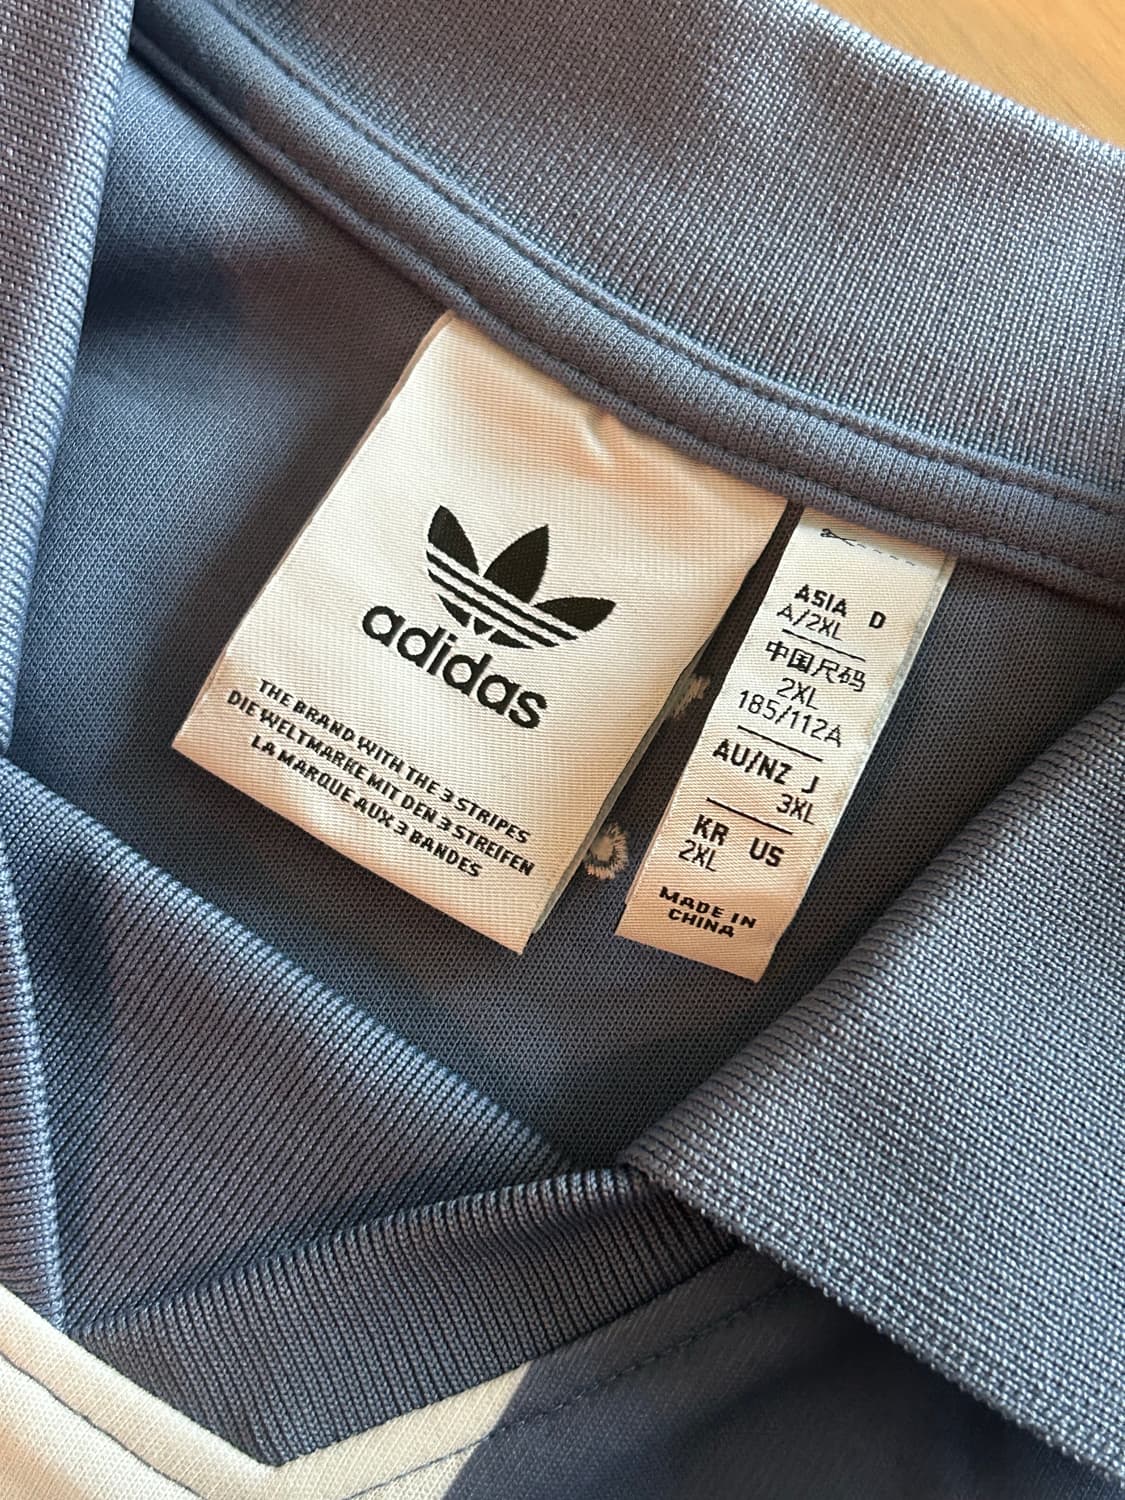 adidas
THE BRAND WITH THE 3 STRIPES
DIE WELTMARKE MIT DEN 3 STREIFEN
LA MARQUE AUX 3 BANDES
ASIA D
A/2XL
中国尺码
2XL
185/112A
AU/NZ J
3XL
KR US
2XL
MADE IN
CHINA